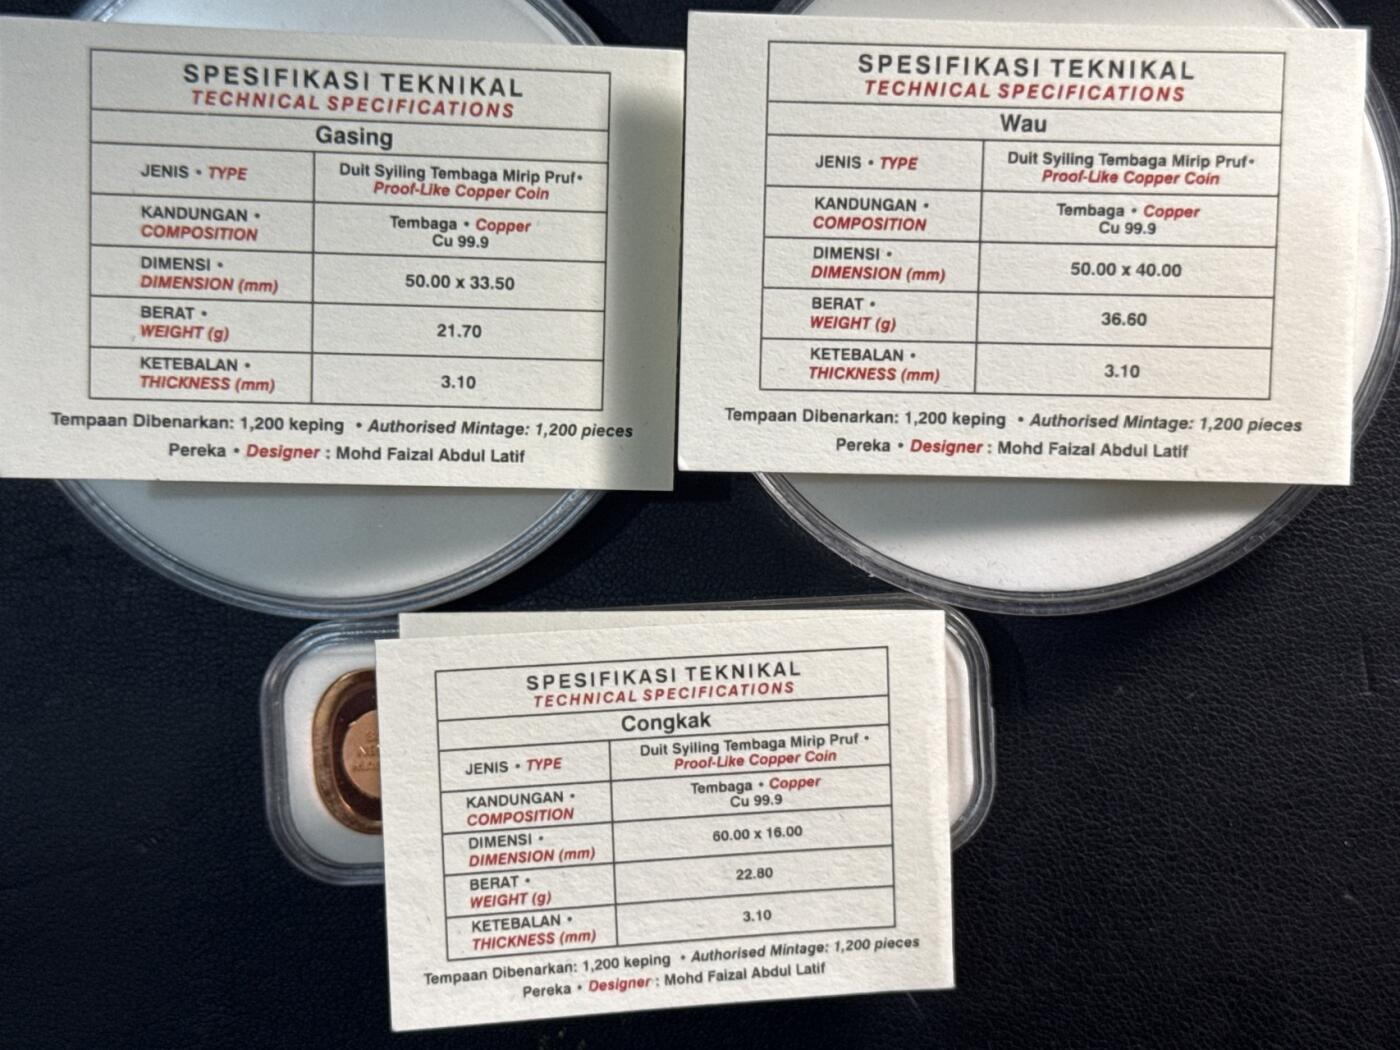 SPESIFIKASI TEKNIKAL
TECHNICAL SPECIFICATIONS
Gasing
JENIS • TYPE
Duit Syiling Tembaga Mirip Pruf•
Proof-Like Copper Coin
KANDUNGAN •
COMPOSITION
Tembaga • Copper
Cu 99.9
DIMENSI •
DIMENSION (mm)
50.00 x 33.50
BERAT •
WEIGHT (g)
21.70
KETEBALAN •
THICKNESS (mm)
3.10
Tempaan Dibenarkan: 1,200 keping • Authorised Mintage: 1,200 pieces
Pereka • Designer : Mohd Faizal Abdul Latif
SPESIFIKASI TEKNIKAL
TECHNICAL SPECIFICATIONS
Wau
JENIS • TYPE
Duit Syiling Tembaga Mirip Pruf•
Proof-Like Copper Coin
KANDUNGAN •
COMPOSITION
Tembaga • Copper
Cu 99.9
DIMENSI •
DIMENSION (mm)
50.00 x 40.00
BERAT •
WEIGHT (g)
36.60
KETEBALAN •
THICKNESS (mm)
3.10
Tempaan Dibenarkan: 1,200 keping • Authorised Mintage: 1,200 pieces
Pereka • Designer : Mohd Faizal Abdul Latif
SPESIFIKASI TEKNIKAL
TECHNICAL SPECIFICATIONS
Congkak
JENIS • TYPE
Duit Syiling Tembaga Mirip Pruf •
Proof-Like Copper Coin
KANDUNGAN •
COMPOSITION
Tembaga • Copper
Cu 99.9
DIMENSI •
DIMENSION (mm)
60.00 x 16.00
BERAT •
WEIGHT (g)
22.80
KETEBALAN •
THICKNESS (mm)
3.10
Tempaan Dibenarkan: 1,200 keping • Authorised Mintage: 1,200 pieces
Pereka • Designer : Mohd Faizal Abdul Latif